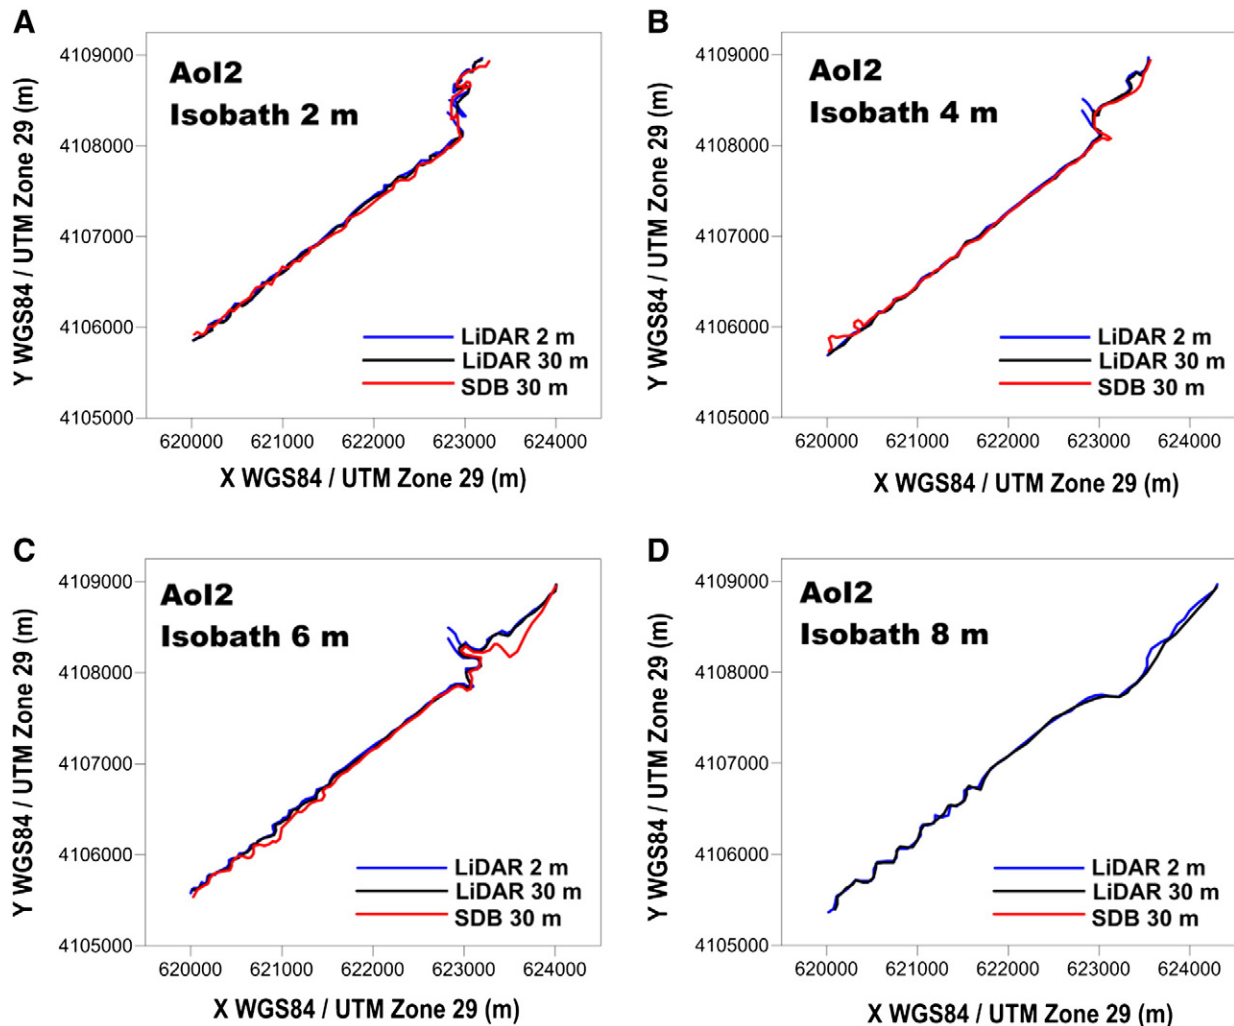 A
AoI2
Isobath 2 m
Y WGS84 / UTM Zone 29 (m)
4109000
4108000
4107000
4106000
4105000
LiDAR 2 m
LiDAR 30 m
SDB 30 m
620000 621000 622000 623000 624000
X WGS84 / UTM Zone 29 (m)
B
AoI2
Isobath 4 m
Y WGS84 / UTM Zone 29 (m)
4109000
4108000
4107000
4106000
4105000
LiDAR 2 m
LiDAR 30 m
SDB 30 m
620000 621000 622000 623000 624000
X WGS84 / UTM Zone 29 (m)
C
AoI2
Isobath 6 m
Y WGS84 / UTM Zone 29 (m)
4109000
4108000
4107000
4106000
4105000
LiDAR 2 m
LiDAR 30 m
SDB 30 m
620000 621000 622000 623000 624000
X WGS84 / UTM Zone 29 (m)
D
AoI2
Isobath 8 m
Y WGS84 / UTM Zone 29 (m)
4109000
4108000
4107000
4106000
4105000
LiDAR 2 m
LiDAR 30 m
SDB 30 m
620000 621000 622000 623000 624000
X WGS84 / UTM Zone 29 (m)